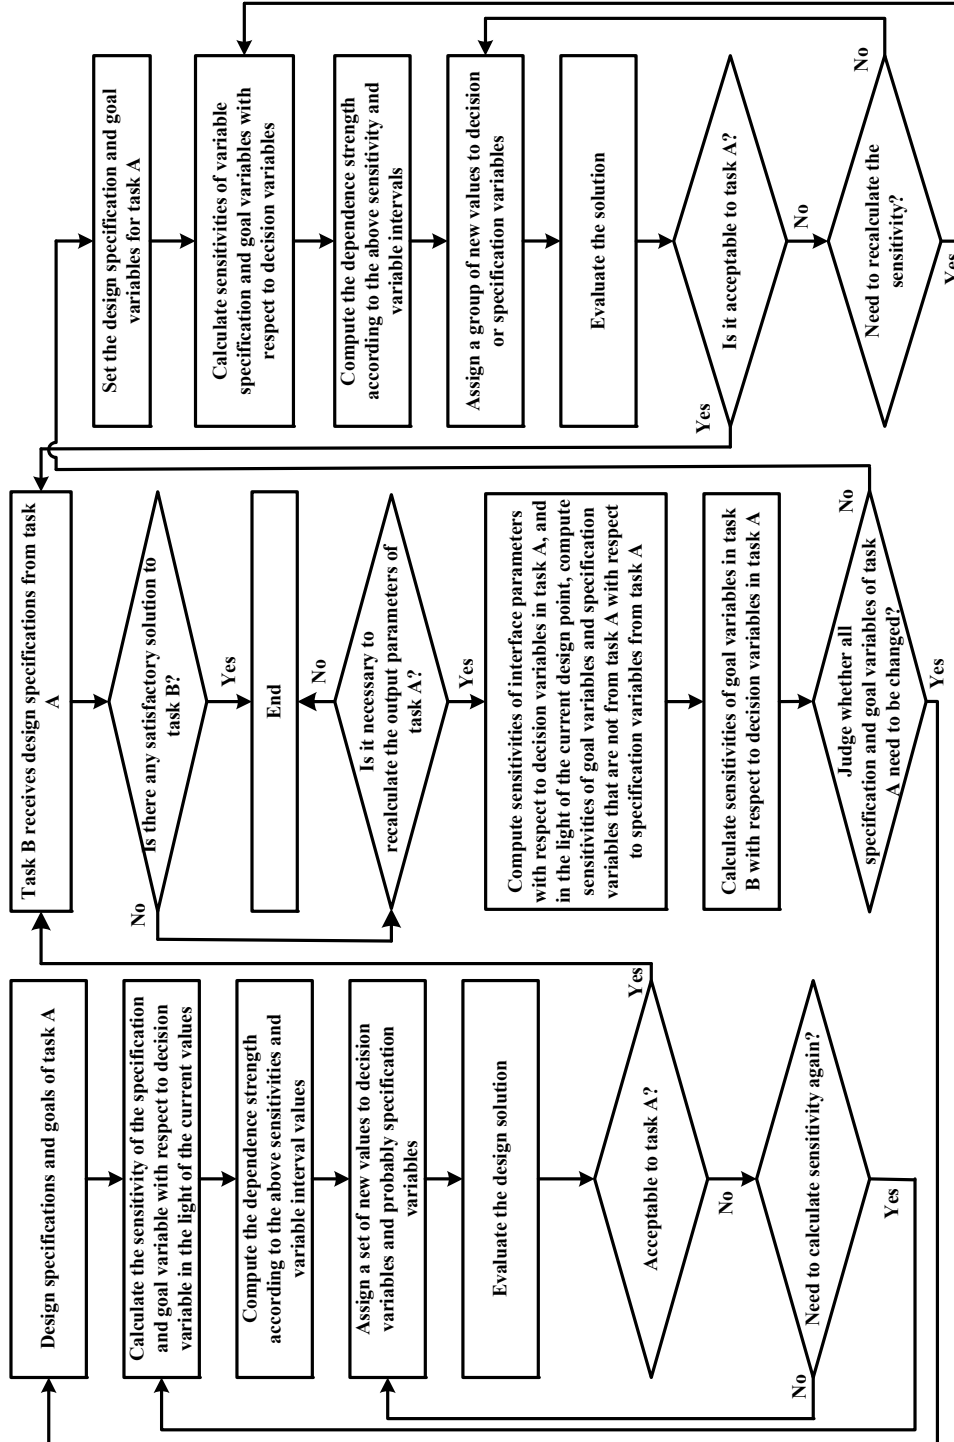 Design specifications and goals of task A
Calculate the sensitivity of the specification
and goal variable with respect to decision
variable in the light of the current values
Compute the dependence strength
according to the above sensitivities and
variable interval values
Assign a set of new values to decision
variables and probably specification
variables
Evaluate the design solution
Acceptable to task A?
Yes
No
Need to calculate sensitivity again?
No
Yes
Task B receives design specifications from task
A
Is there any satisfactory solution to
task B?
No
Yes
End
No
Is it necessary to
recalculate the output parameters of
task A?
Yes
Compute sensitivities of interface parameters
with respect to decision variables in task A, and
in the light of the current design point, compute
sensitivities of goal variables and specification
variables that are not from task A with respect
to specification variables from task A
Calculate sensitivities of goal variables in task
B with respect to decision variables in task A
Judge whether all
specification and goal variables of task
A need to be changed?
No
Yes
Set the design specification and goal
variables for task A
Calculate sensitivities of variable
specification and goal variables with
respect to decision variables
Compute the dependence strength
according to the above sensitivity and
variable intervals
Assign a group of new values to decision
or specification variables
Evaluate the solution
Is it acceptable to task A?
Yes
No
Need to recalculate the
sensitivity?
No
Yes